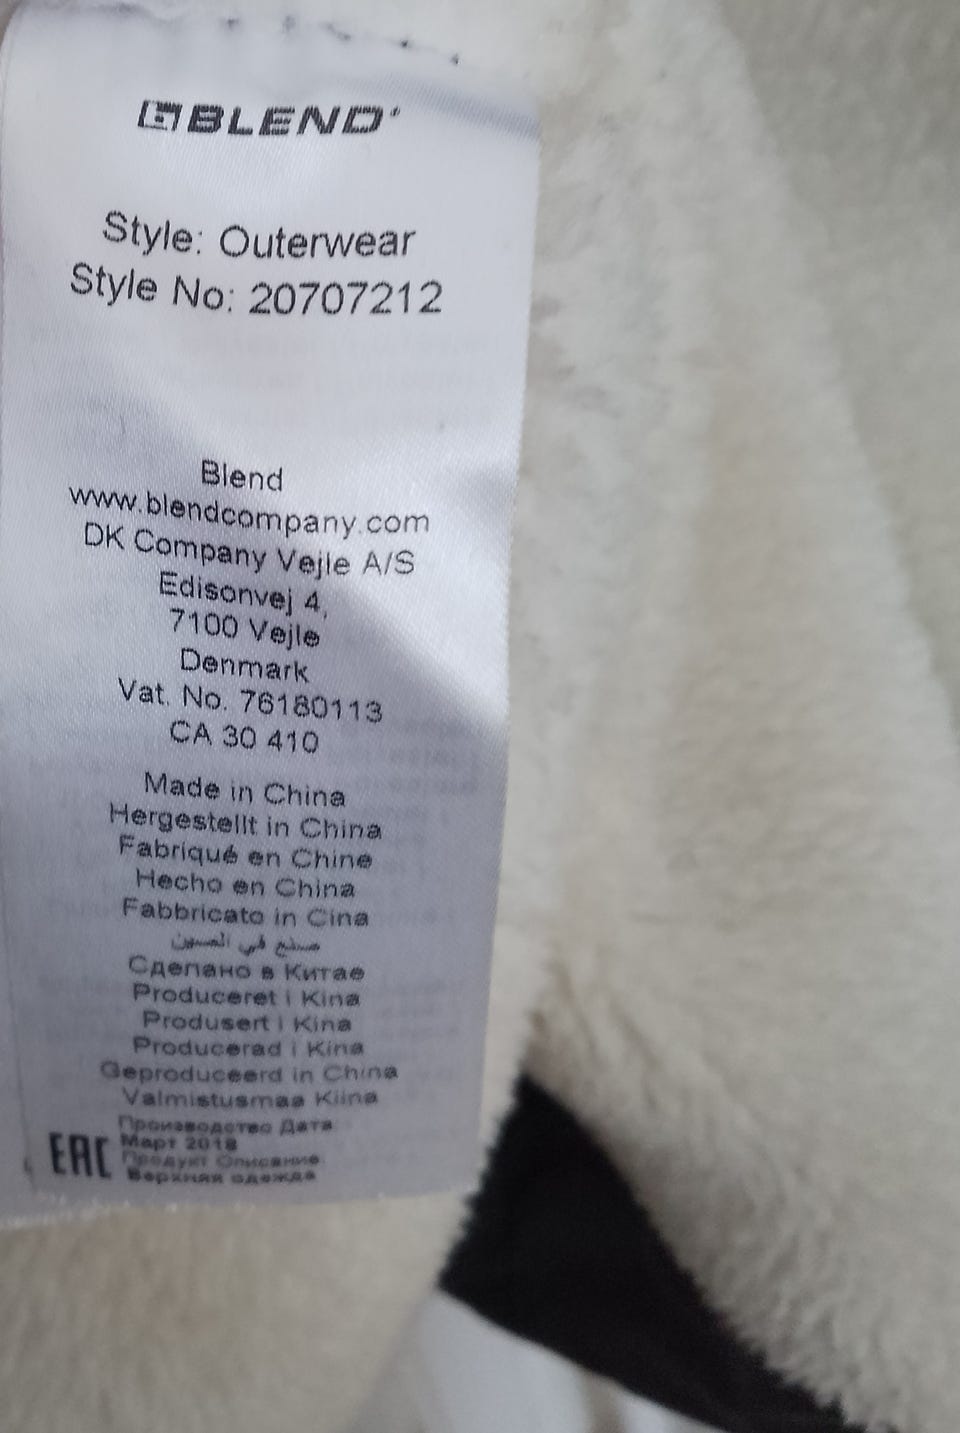 BLEND
Style: Outerwear
Style No: 20707212
Blend
www.blendcompany.com
DK Company Vejle A/S
Edisonvej 4,
7100 Vejle
Denmark
Vat. No. 76180113
CA 30 410
Made in China
Hergestellt in China
Fabriqué en Chine
Hecho en China
Fabbricato in Cina
صنع في الصين
Сделано в Китае
Produceret i Kina
Produsert i Kina
Producerad i Kina
Geproduceerd in China
Valmistusmaa Kiina
Производство Дата
Март 2018
EAC
Продукт Описание
Верхняя одежда